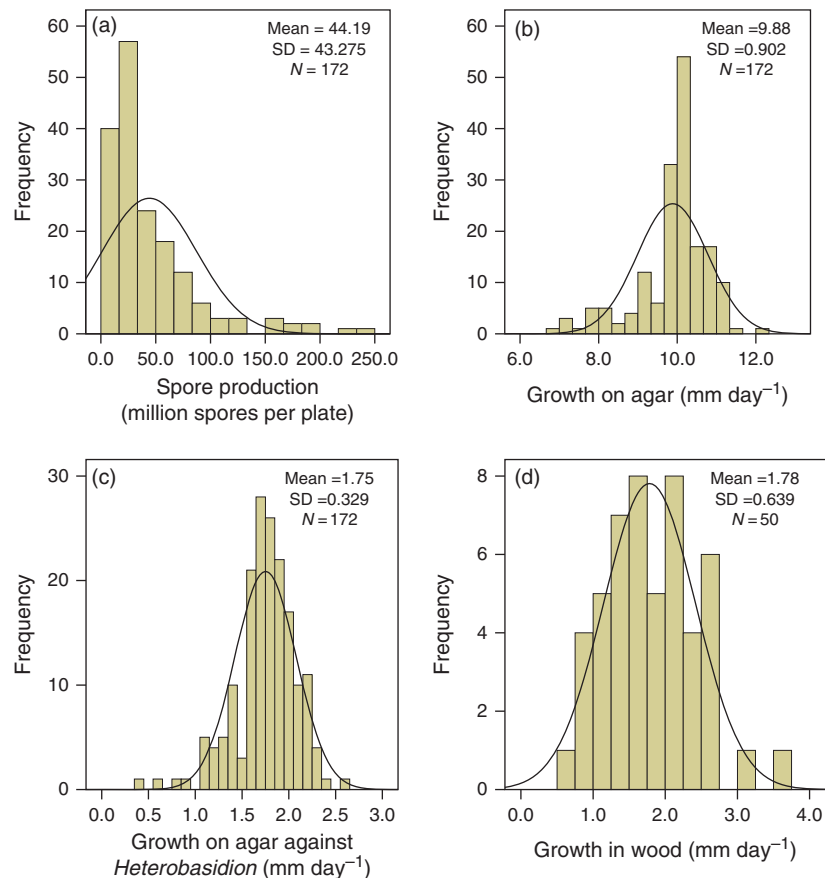 (a)
Mean = 44.19
SD = 43.275
N = 172
Frequency
60
50
40
30
20
10
0
0.0 50.0 100.0 150.0 200.0 250.0
Spore production
(million spores per plate)
(b)
Mean =9.88
SD =0.902
N =172
Frequency
60
50
40
30
20
10
0
6.0 8.0 10.0 12.0
Growth on agar (mm day⁻¹)
(c)
Mean =1.75
SD =0.329
N =172
Frequency
30
20
10
0
0.0 0.5 1.0 1.5 2.0 2.5 3.0
Growth on agar against
Heterobasidion (mm day⁻¹)
(d)
Mean =1.78
SD =0.639
N =50
Frequency
8
6
4
2
0
0.0 1.0 2.0 3.0 4.0
Growth in wood (mm day⁻¹)